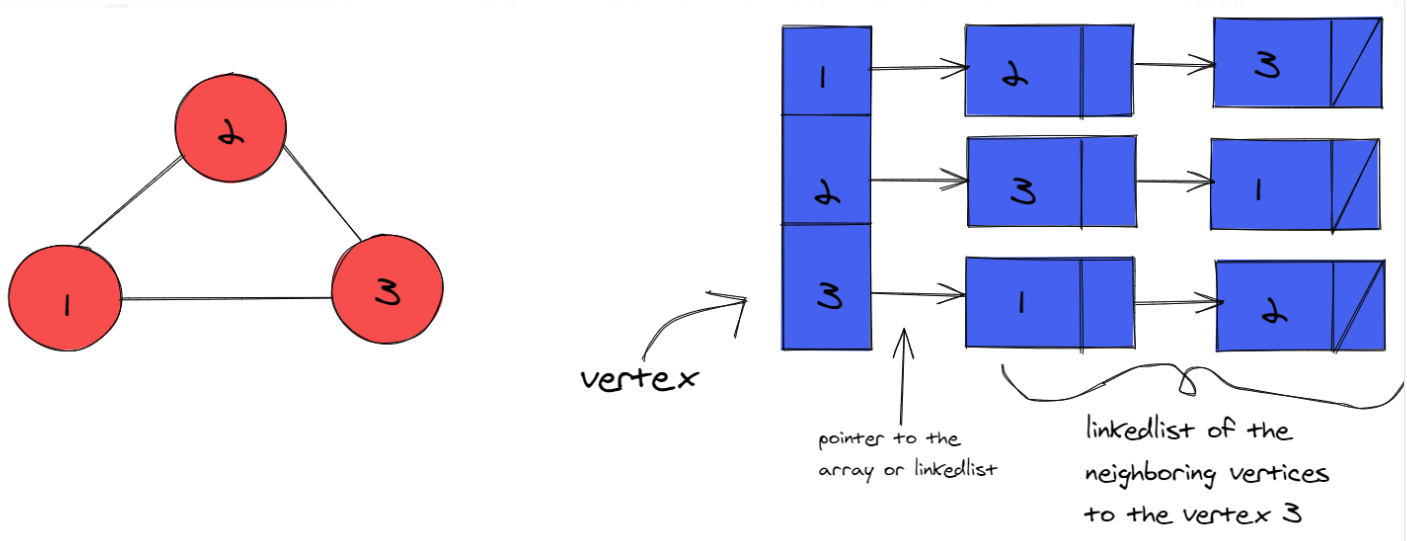 2
1
3
1
2
3
2
3
1
3
1
2
vertex
pointer to the
array or linkedlist
linkedlist of the
neighboring vertices
to the vertex 3